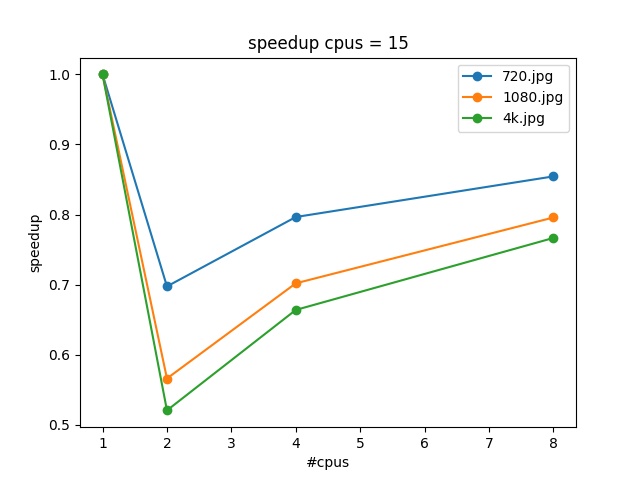 speedup cpus = 15
720.jpg
1080.jpg
4k.jpg
1.0
0.9
0.8
0.7
0.6
0.5
speedup
1 2 3 4 5 6 7 8
#cpus